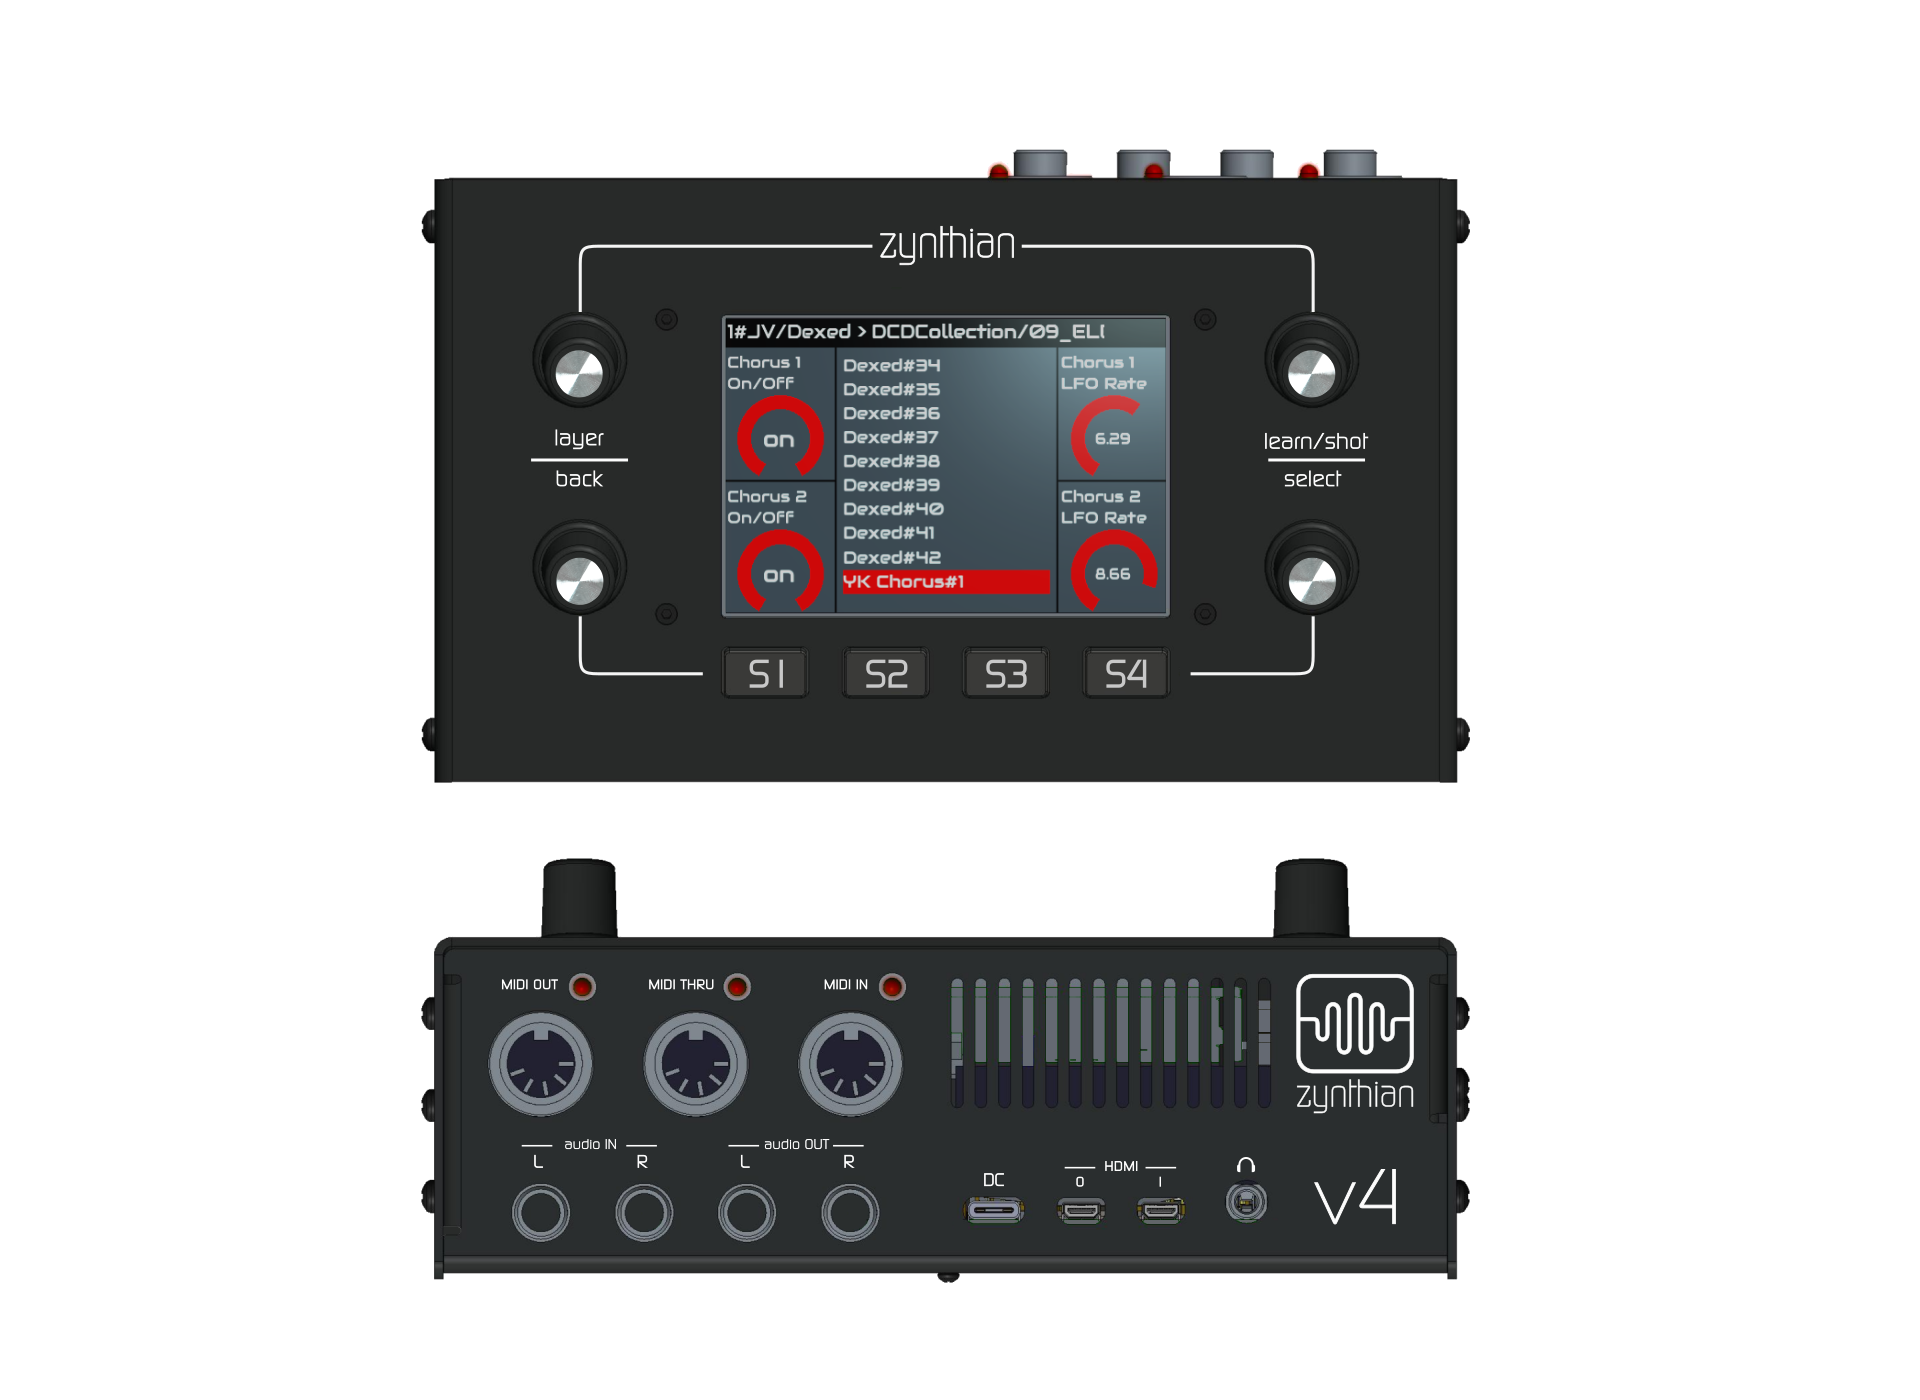 zynthian
1#JV/Dexed > DCDCollection/09_EL
Chorus 1
On/Off
on
Chorus 2
On/Off
on
Dexed#34
Dexed#35
Dexed#36
Dexed#37
Dexed#38
Dexed#39
Dexed#40
Dexed#41
Dexed#42
YK Chorus#1
Chorus 1
LFO Rate
6.29
Chorus 2
LFO Rate
8.66
layer
back
learn/shot
select
S1
S2
S3
S4
MIDI OUT
MIDI THRU
MIDI IN
zynthian
audio IN
L
R
audio OUT
L
R
DC
HDMI
0
1
v4